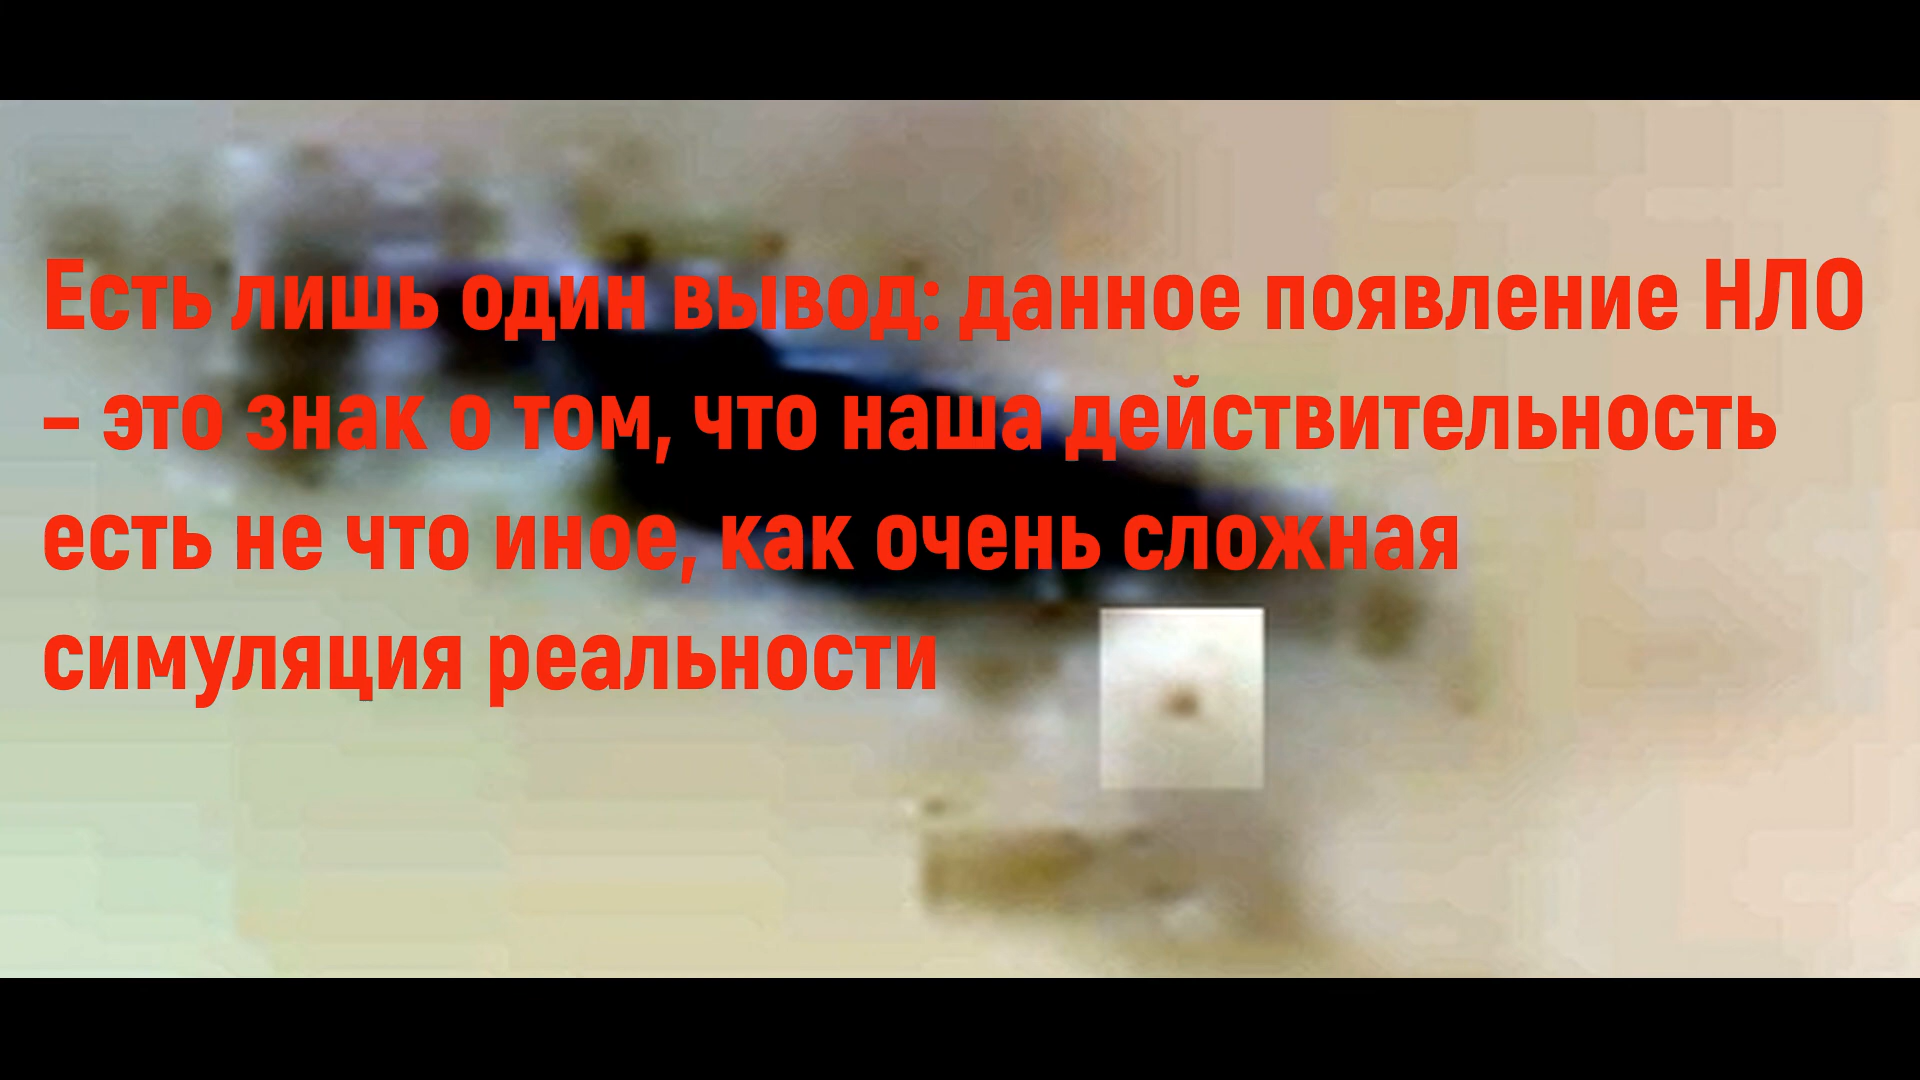 Есть лишь один вывод: данное появление НЛО
– это знак о том, что наша действительность
есть не что иное, как очень сложная
симуляция реальности